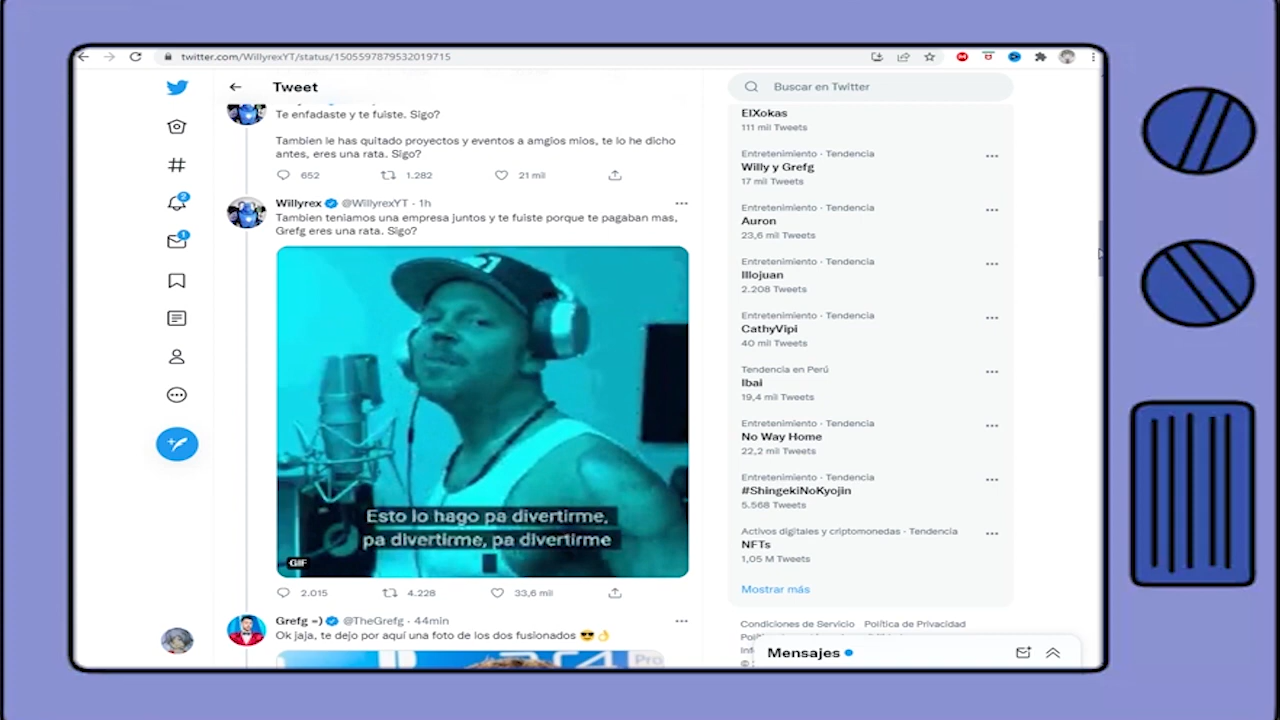 twitter.com/WillyrexYT/status/1505597879532019715
Tweet
Te enfadaste y te fuiste. Sigo?
Tambien le has quitado proyectos y eventos a amgios mios, te lo he dicho
antes, eres una rata. Sigo?
652 1.282 21 mil
Willyrex @WillyrexYT · 1h
Tambien teniamos una empresa juntos y te fuiste porque te pagaban mas,
Grefg eres una rata. Sigo?
Esto lo hago pa divertirme,
pa divertirme, pa divertirme
GIF
2.015 4.228 33,6 mil
Grefg =) @TheGrefg · 44min
Ok jaja, te dejo por aquí una foto de los dos fusionados 😎👌
PS4 Pro
2
1
Buscar en Twitter
ElXokas
111 mil Tweets
Entretenimiento · Tendencia
Willy y Grefg
17 mil Tweets
Entretenimiento · Tendencia
Auron
23,6 mil Tweets
Entretenimiento · Tendencia
Illojuan
2.208 Tweets
Entretenimiento · Tendencia
CathyVipi
40 mil Tweets
Tendencia en Perú
Ibai
19,4 mil Tweets
Entretenimiento · Tendencia
No Way Home
22,2 mil Tweets
Entretenimiento · Tendencia
#ShingekiNoKyojin
5.568 Tweets
Activos digitales y criptomonedas · Tendencia
NFTs
1,05 M Tweets
Mostrar más
Condiciones de Servicio Política de Privacidad
Mensajes